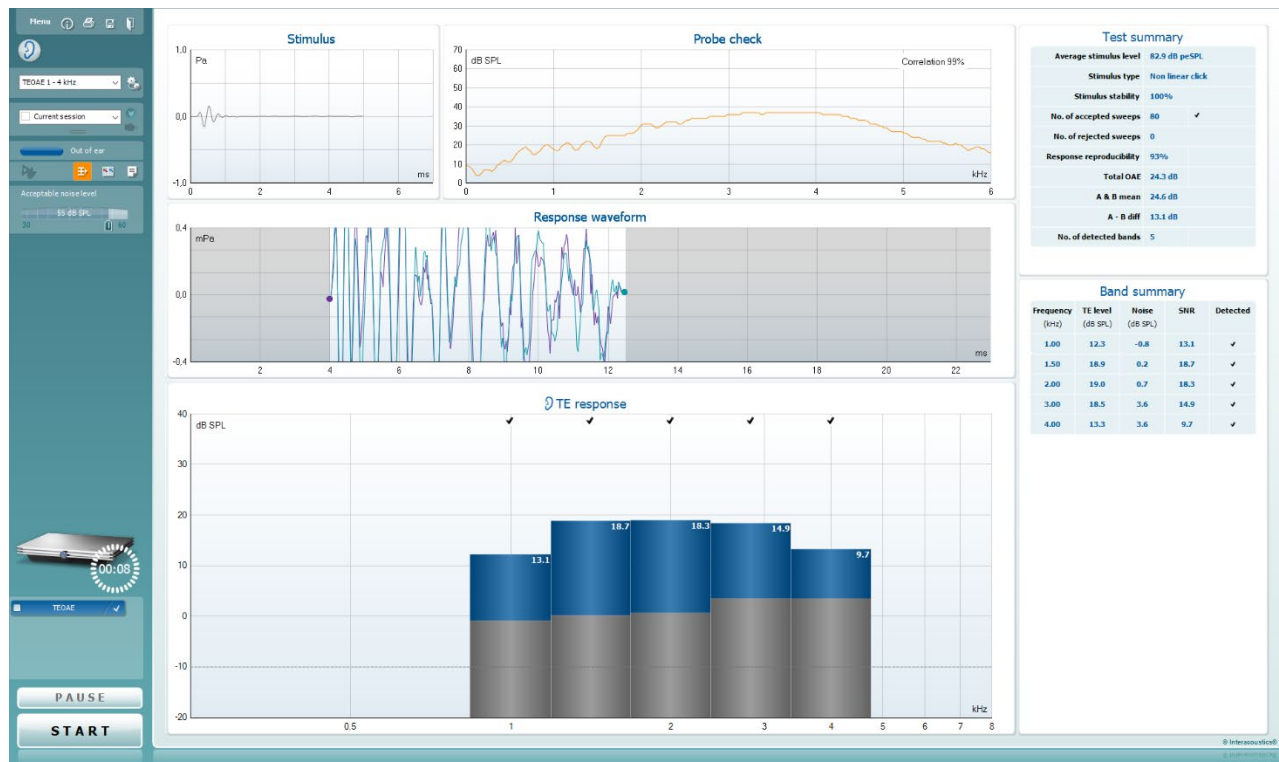 Menu
TEOAE 1 - 4 kHz
Current session
Out of ear
Acceptable noise level
55 dB SPL
30 60
00:08
TEOAE
PAUSE
START
Stimulus
1,0
Pa
0,0
-1,0
ms
0 2 4 6
Probe check
70
dB SPL
Correlation 99%
60
50
40
30
20
10
0
kHz
0 1 2 3 4 5 6
Response waveform
0.4
mPa
0,0
-0,4
ms
2 4 6 8 10 12 14 16 18 20 22
TE response
40
dB SPL
30
20
18.7 18.3 14.9
13.1 9.7
10
0
-10
-20
kHz
0.5 1 2 3 4 5 6 7 8
Test summary
Average stimulus level 82.9 dB peSPL
Stimulus type Non linear click
Stimulus stability 100%
No. of accepted sweeps 80 ✔
No. of rejected sweeps 0
Response reproducibility 93%
Total OAE 24.3 dB
A & B mean 24.6 dB
A - B diff 13.1 dB
No. of detected bands 5
Band summary
Frequency TE level Noise SNR Detected
(kHz) (dB SPL) (dB SPL)
1.00 12.3 -0.8 13.1 ✔
1.50 18.9 0.2 18.7 ✔
2.00 19.0 0.7 18.3 ✔
3.00 18.5 3.6 14.9 ✔
4.00 13.3 3.6 9.7 ✔
® Interacoustics®